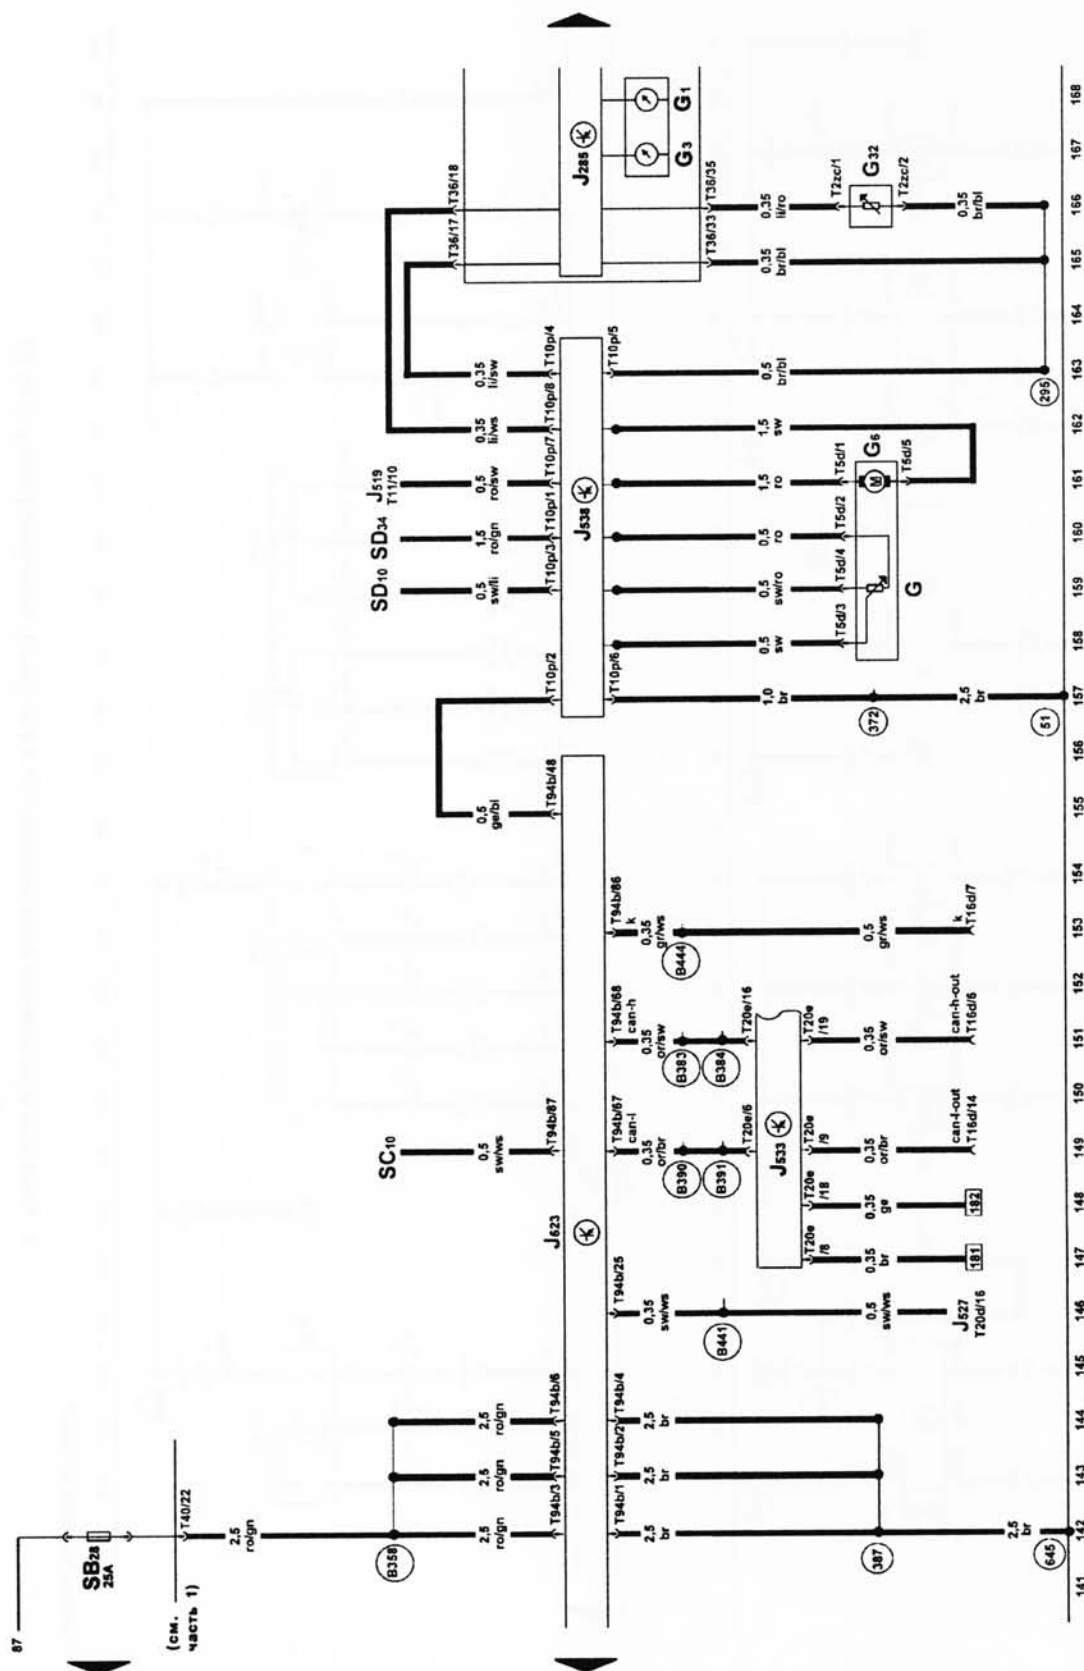 87
SB28
25A
(см.
часть 1)
T40/22
2,5
ro/gn
B358
2,5
ro/gn
2,5
ro/gn
2,5
ro/gn
T94b/3
T94b/5
T94b/6
T94b/1
T94b/2
T94b/4
2,5
br
2,5
br
2,5
br
387
2,5
br
645
J623
T94b/25
0,35
sw/ws
B441
0,5
sw/ws
J527
T20d/16
SC10
0,5
sw/ws
T94b/87
T94b/67
can-l
0,35
or/br
B390
B391
T20e/6
T94b/68
can-h
0,35
or/sw
B383
B384
T20e/16
J533
T20e
/8
0,35
br
181
T20e
/18
0,35
ge
182
T20e
/9
0,35
or/br
can-l-out
T16d/14
T20e
/19
0,35
or/sw
can-h-out
T16d/6
T94b/86
k
0,35
gr/ws
B444
0,5
gr/ws
k
T16d/7
T94b/48
0,5
ge/bl
T10p/2
T10p/6
1,0
br
372
2,5
br
51
SD10
0,5
sw/li
T10p/3
SD34
1,5
ro/gn
T10p/1
J519
T11/10
0,5
ro/sw
T10p/7
0,35
li/ws
T10p/8
0,35
li/sw
T10p/4
J538
T10p/5
0,5
sw
T5d/3
0,5
sw/ro
T5d/4
0,5
ro
T5d/2
1,5
ro
T5d/1
1,5
sw
G
G6
M
T5d/5
0,5
br/bl
295
T36/17
T36/18
J285
G3
G1
T36/33
T36/35
0,35
br/bl
0,35
li/ro
T2zc/1
G32
T2zc/2
0,35
br/bl
141 142 143 144 145 146 147 148 149 150 151 152 153 154 155 156 157 158 159 160 161 162 163 164 165 166 167 168